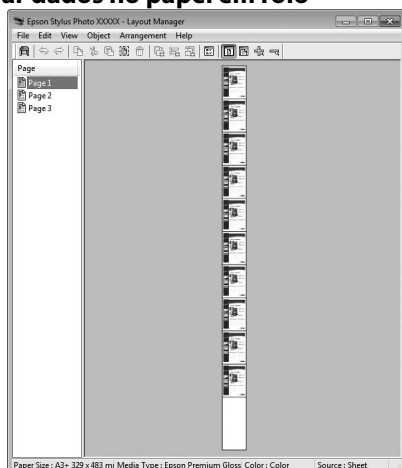 ar dados no papel em rolo
Epson Stylus Photo XXXXX - Layout Manager
File Edit View Object Arrangement Help
Page
Page 1
Page 2
Page 3
Paper Size : A3+ 329 x 483 mi Media Type : Epson Premium Gloss Color : Color Source : Sheet